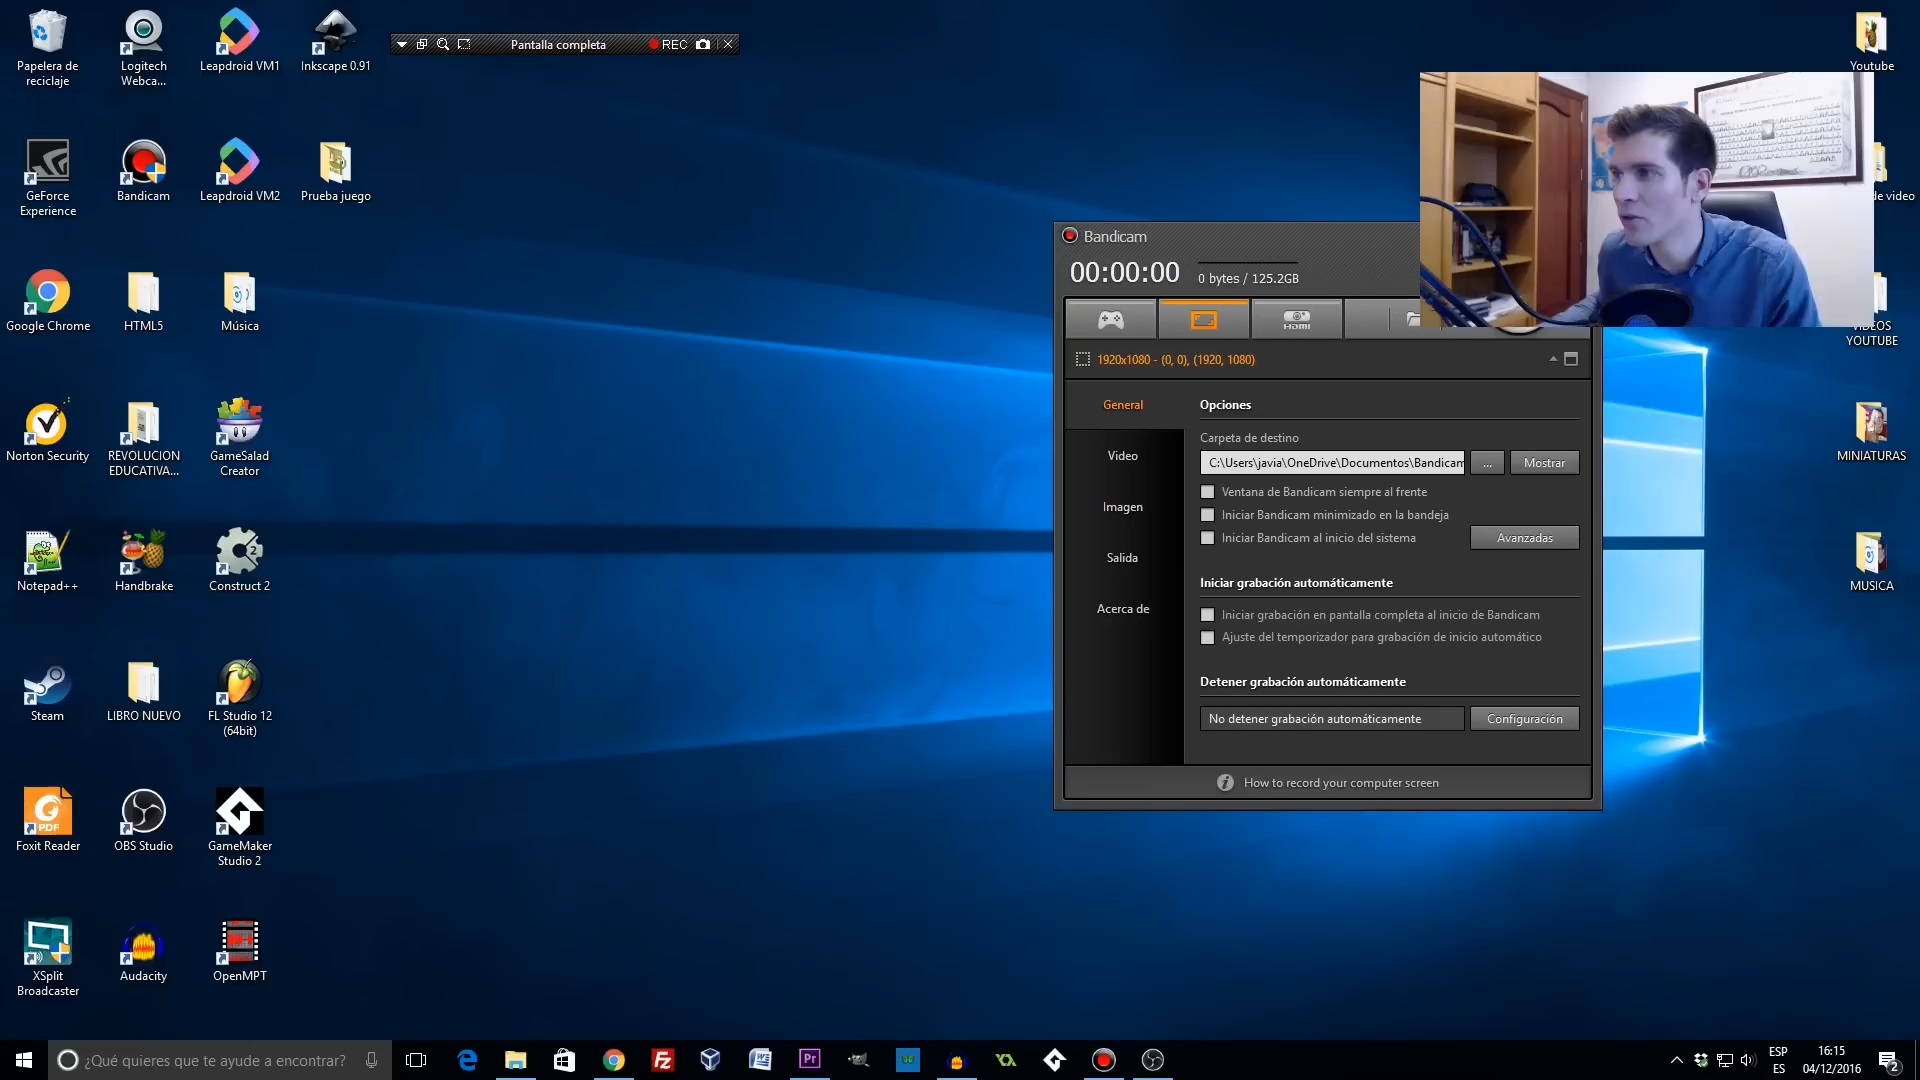 Papelera de
reciclaje
Logitech
Webca...
Leapdroid VM1
Inkscape 0.91
Pantalla completa
REC
Youtube
GeForce
Experience
Bandicam
Leapdroid VM2
Prueba juego
de video
Google Chrome
HTML5
Música
VIDEOS
YOUTUBE
Norton Security
REVOLUCION
EDUCATIVA...
GameSalad
Creator
MINIATURAS
Notepad++
Handbrake
Construct 2
MUSICA
Steam
LIBRO NUEVO
FL Studio 12
(64bit)
PDF
Foxit Reader
OBS Studio
GameMaker
Studio 2
XSplit
Broadcaster
Audacity
OpenMPT
Bandicam
00:00:00
0 bytes / 125.2GB
HDMI
1920x1080 - (0, 0), (1920, 1080)
General
Video
Imagen
Salida
Acerca de
Opciones
Carpeta de destino
C:\Users\javia\OneDrive\Documentos\Bandicam
...
Mostrar
Ventana de Bandicam siempre al frente
Iniciar Bandicam minimizado en la bandeja
Iniciar Bandicam al inicio del sistema
Avanzadas
Iniciar grabación automáticamente
Iniciar grabación en pantalla completa al inicio de Bandicam
Ajuste del temporizador para grabación de inicio automático
Detener grabación automáticamente
No detener grabación automáticamente
Configuración
How to record your computer screen
¿Qué quieres que te ayude a encontrar?
Pr
ESP
ES
16:15
04/12/2016
2